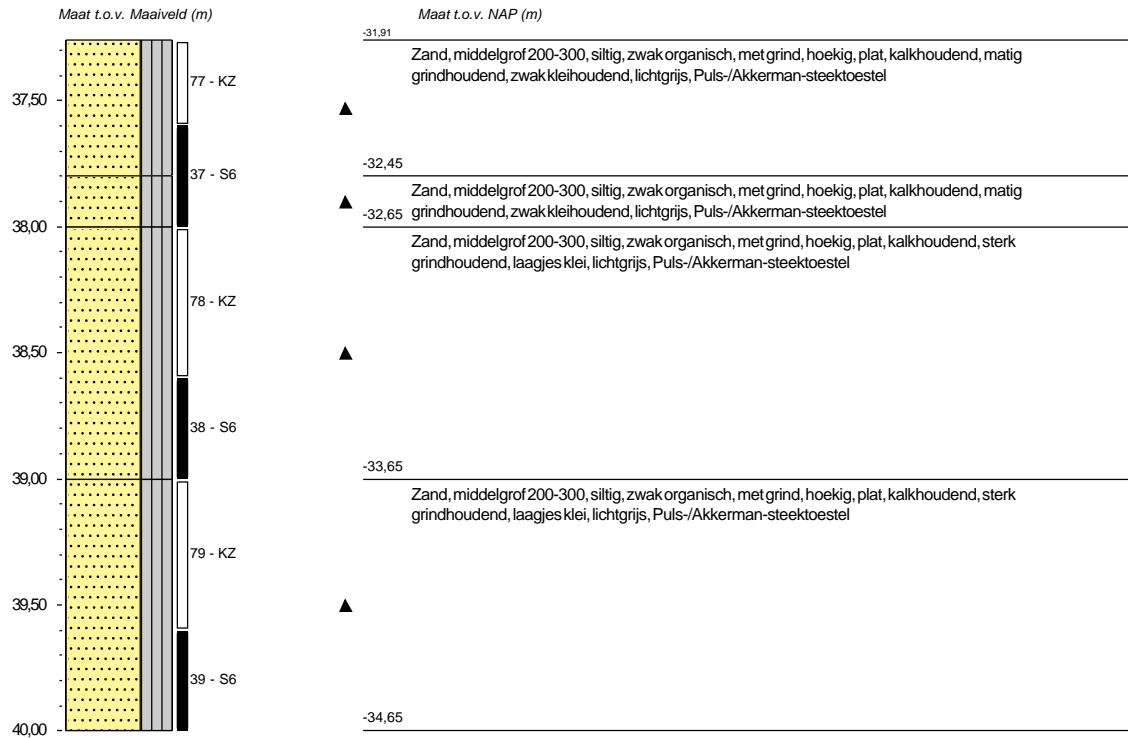 Maat t.o.v. Maaiveld (m)
Maat t.o.v. NAP (m)
-31,91
Zand, middelgrof 200-300, siltig, zwak organisch, met grind, hoekig, plat, kalkhoudend, matig
grindhoudend, zwak kleihoudend, lichtgrijs, Puls-/Akkerman-steektoestel
77 - KZ
37,50
-32,45
37 - S6
Zand, middelgrof 200-300, siltig, zwak organisch, met grind, hoekig, plat, kalkhoudend, matig
grindhoudend, zwak kleihoudend, lichtgrijs, Puls-/Akkerman-steektoestel
-32,65
38,00
Zand, middelgrof 200-300, siltig, zwak organisch, met grind, hoekig, plat, kalkhoudend, sterk
grindhoudend, laagjes klei, lichtgrijs, Puls-/Akkerman-steektoestel
78 - KZ
38,50
38 - S6
-33,65
39,00
Zand, middelgrof 200-300, siltig, zwak organisch, met grind, hoekig, plat, kalkhoudend, sterk
grindhoudend, laagjes klei, lichtgrijs, Puls-/Akkerman-steektoestel
79 - KZ
39,50
39 - S6
-34,65
40,00